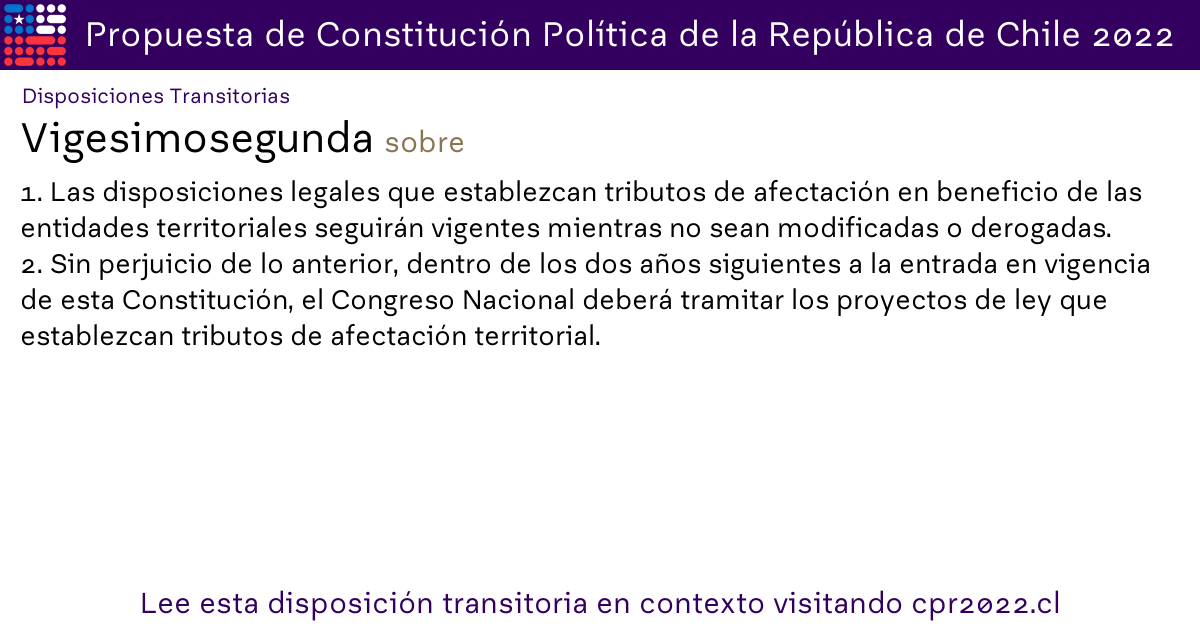 Propuesta de Constitución Política de la República de Chile 2022
Disposiciones Transitorias
Vigesimosegunda sobre
1. Las disposiciones legales que establezcan tributos de afectación en beneficio de las
entidades territoriales seguirán vigentes mientras no sean modificadas o derogadas.
2. Sin perjuicio de lo anterior, dentro de los dos años siguientes a la entrada en vigencia
de esta Constitución, el Congreso Nacional deberá tramitar los proyectos de ley que
establezcan tributos de afectación territorial.
Lee esta disposición transitoria en contexto visitando cpr2022.cl